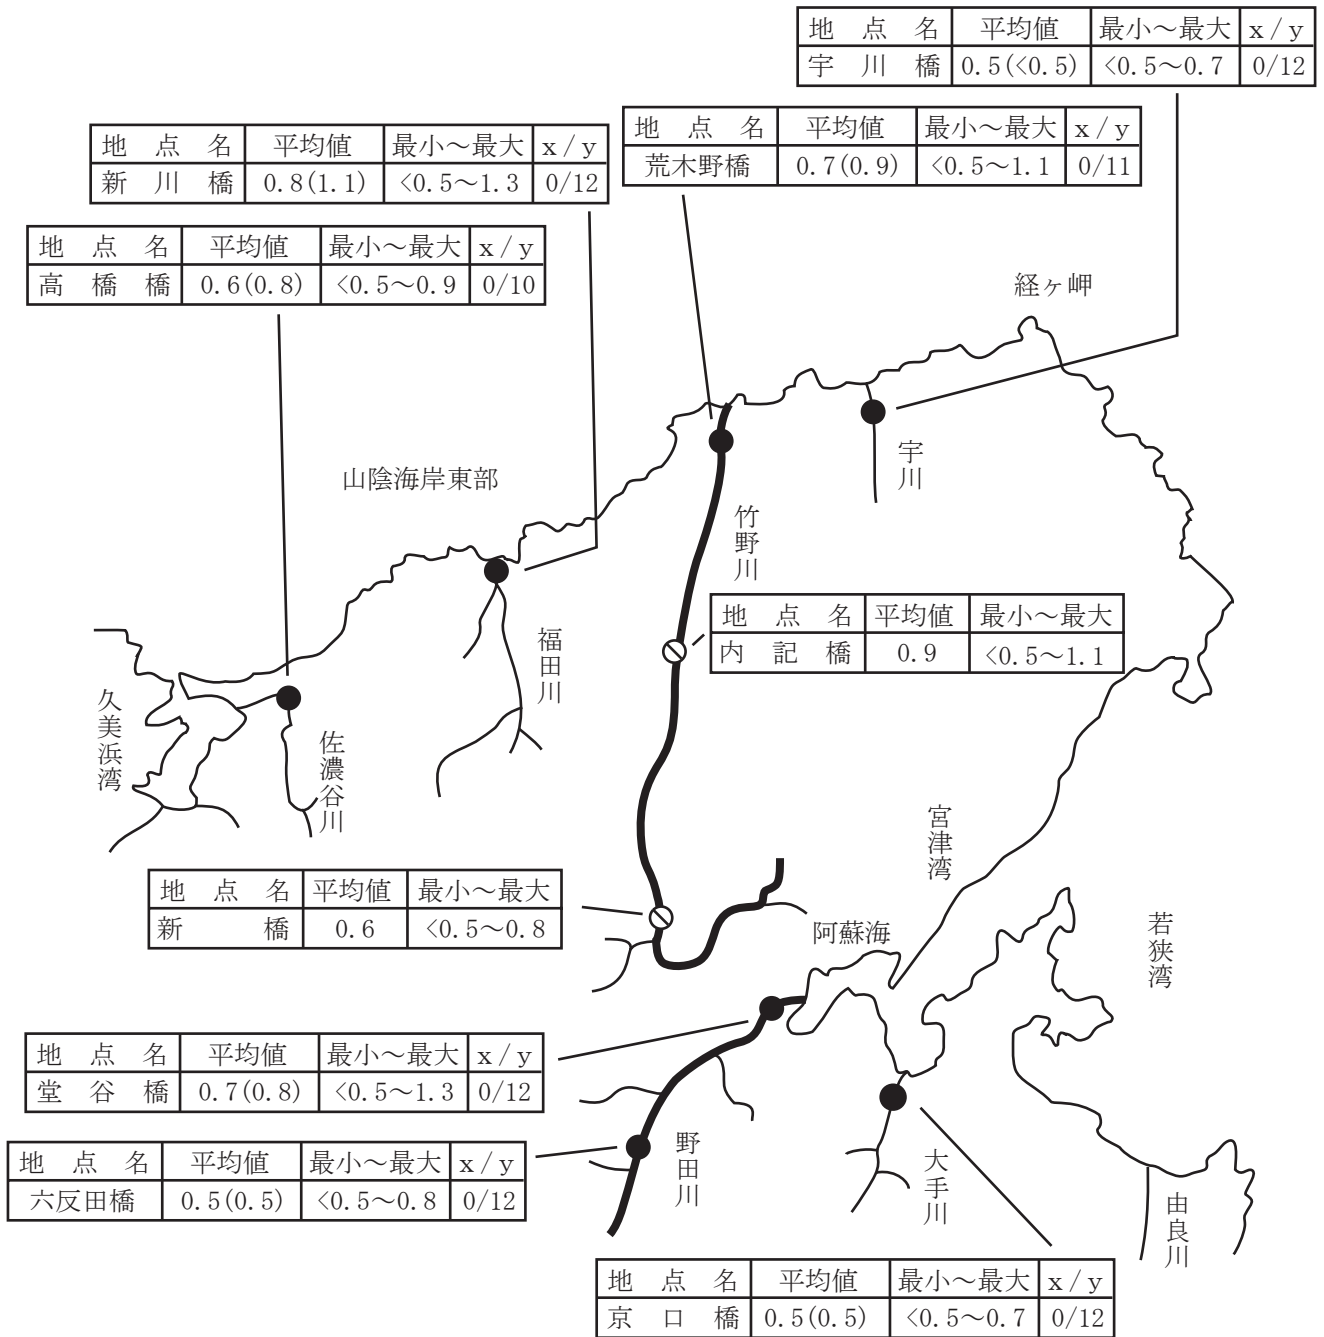 地点名 平均値 最小～最大 x/y
宇川橋 0.5(<0.5) <0.5～0.7 0/12
地点名 平均値 最小～最大 x/y
荒木野橋 0.7(0.9) <0.5～1.1 0/11
地点名 平均値 最小～最大 x/y
新川橋 0.8(1.1) <0.5～1.3 0/12
地点名 平均値 最小～最大 x/y
高橋橋 0.6(0.8) <0.5～0.9 0/10
経ヶ岬
宇川
山陰海岸東部
竹野川
地点名 平均値 最小～最大
内記橋 0.9 <0.5～1.1
福田川
久美浜湾
佐濃谷川
宮津湾
地点名 平均値 最小～最大
新橋 0.6 <0.5～0.8
阿蘇海
若狭湾
地点名 平均値 最小～最大 x/y
堂谷橋 0.7(0.8) <0.5～1.3 0/12
地点名 平均値 最小～最大 x/y
六反田橋 0.5(0.5) <0.5～0.8 0/12
野田川
大手川
由良川
地点名 平均値 最小～最大 x/y
京口橋 0.5(0.5) <0.5～0.7 0/12